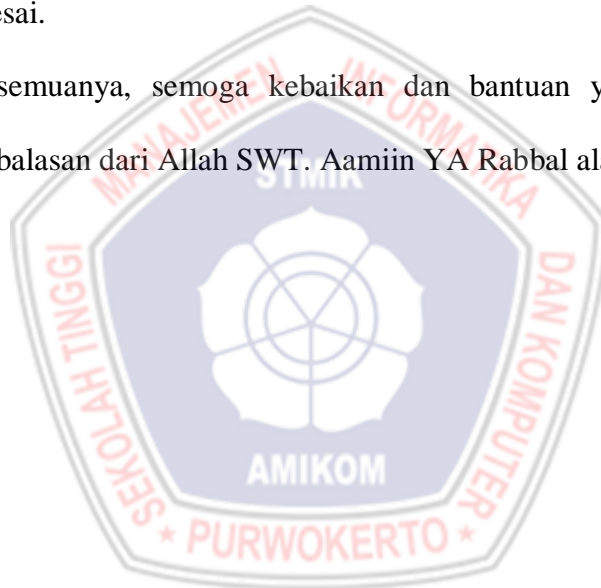 esai.
semuanya, semoga kebaikan dan bantuan y
balasan dari Allah SWT. Aamiin YA Rabbal ala
SEKOLAH TINGGI MANAJEMEN INFORMATIKA DAN KOMPUTER
STMIK
AMIKOM
* PURWOKERTO *